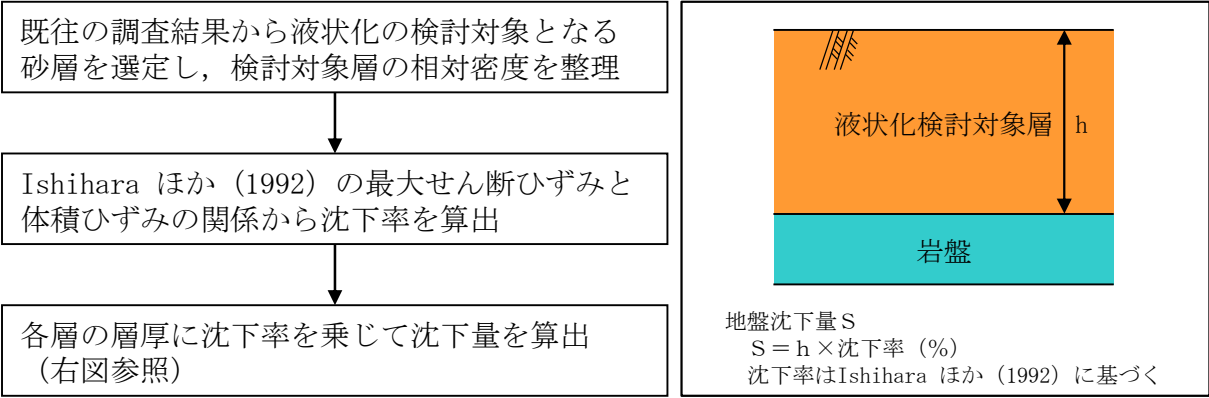 既往の調査結果から液状化の検討対象となる
砂層を選定し，検討対象層の相対密度を整理
Ishihara ほか（1992）の最大せん断ひずみと
体積ひずみの関係から沈下率を算出
各層の層厚に沈下率を乗じて沈下量を算出
（右図参照）
液状化検討対象層
h
岩盤
地盤沈下量Ｓ
Ｓ＝ｈ×沈下率（％）
沈下率はIshihara ほか（1992）に基づく